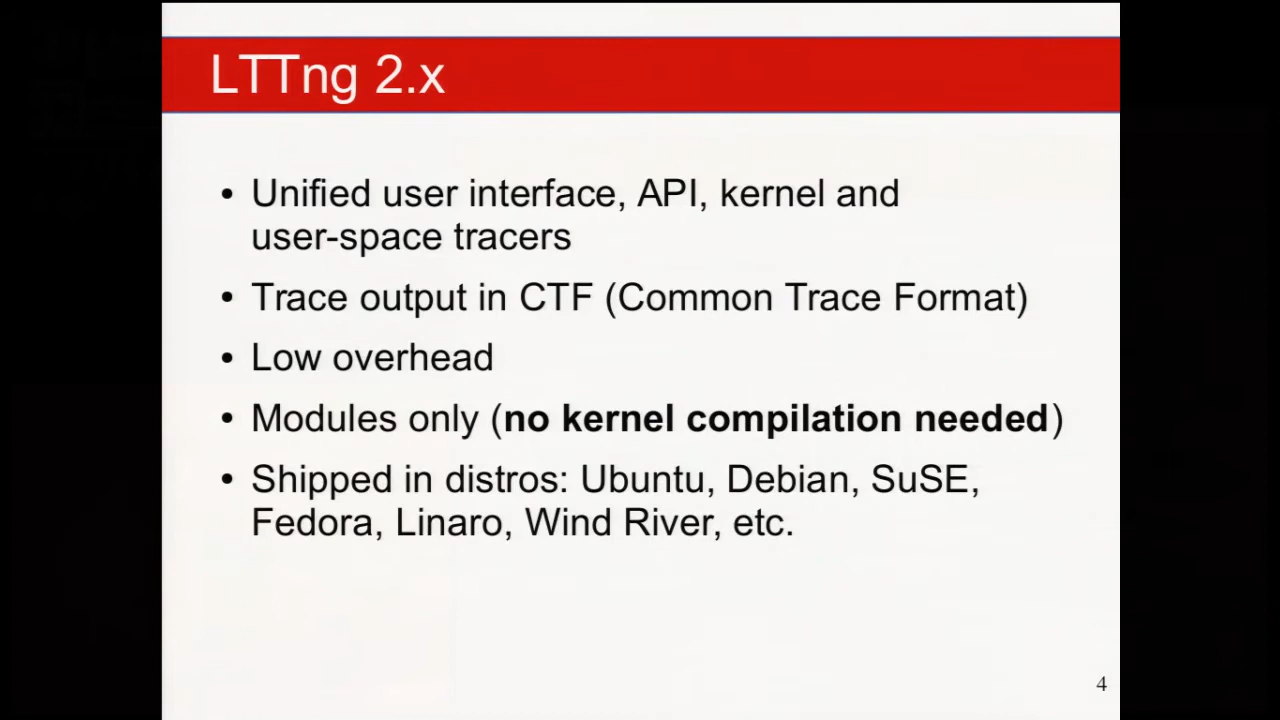 LTTng 2.x
• Unified user interface, API, kernel and
user-space tracers
• Trace output in CTF (Common Trace Format)
• Low overhead
• Modules only (no kernel compilation needed)
• Shipped in distros: Ubuntu, Debian, SuSE,
Fedora, Linaro, Wind River, etc.
4